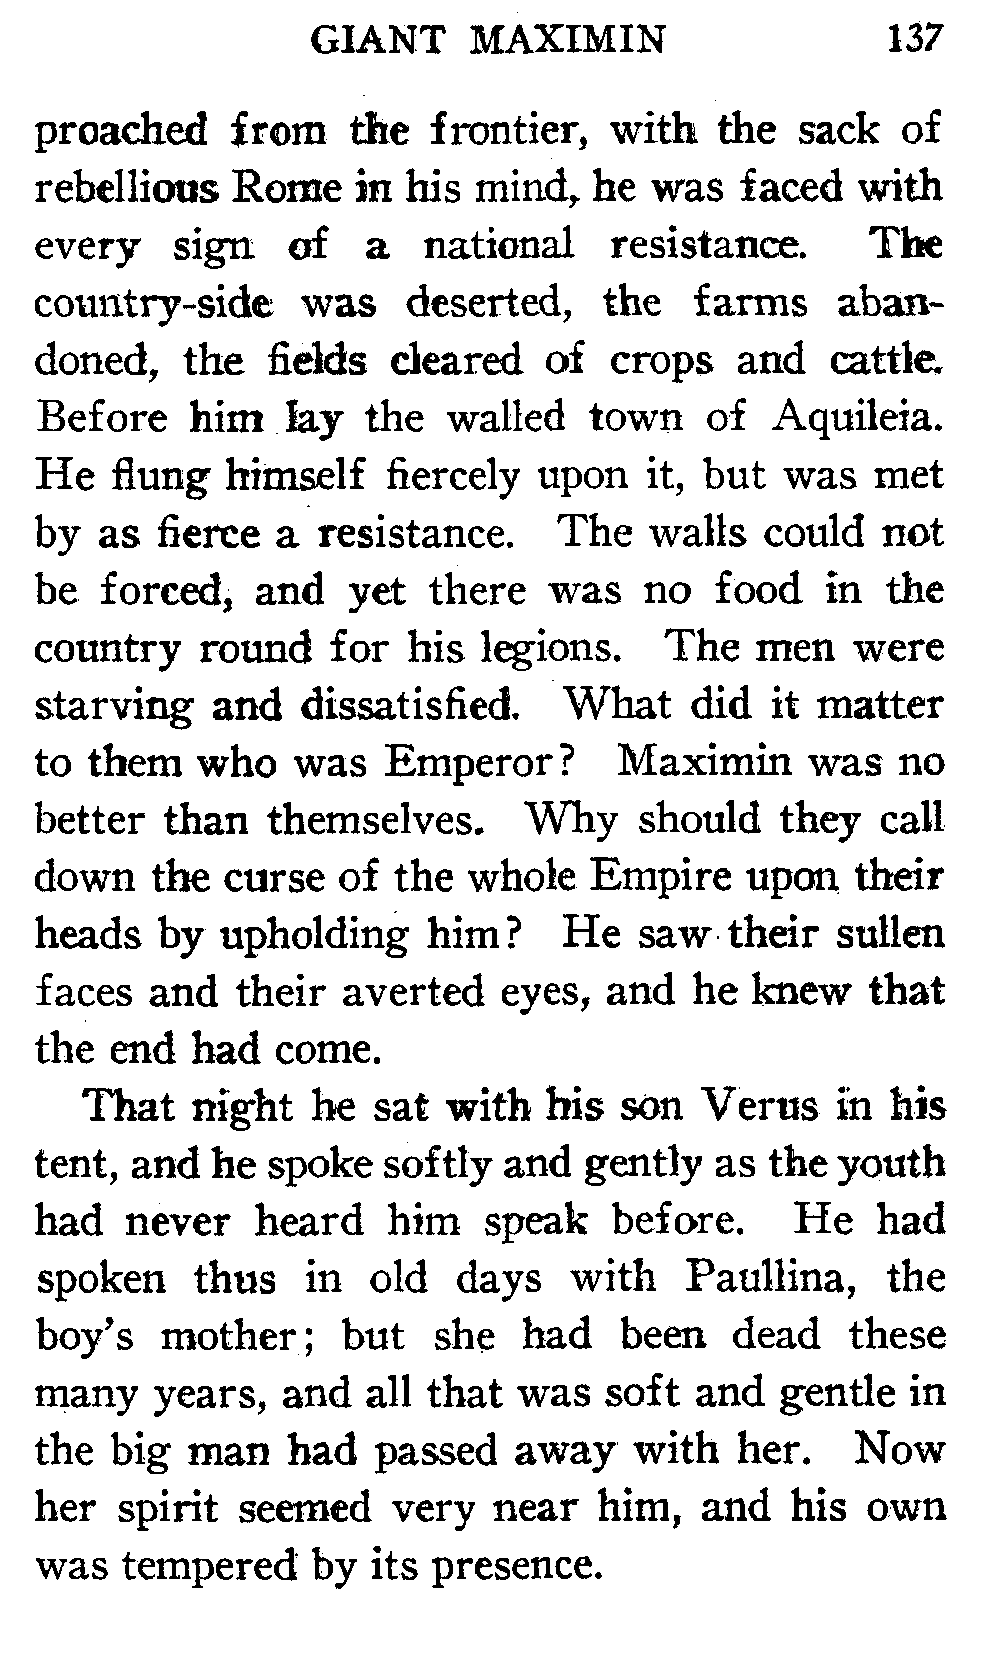 GIANT MAXIMIN 137
proached from the frontier, with the sack of
rebellious Rome in his mind, he was faced with
every sign of a national resistance. The
country-side was deserted, the farms aban-
doned, the fields cleared of crops and cattle.
Before him lay the walled town of Aquileia.
He flung himself fiercely upon it, but was met
by as fierce a resistance. The walls could not
be forced, and yet there was no food in the
country round for his legions. The men were
starving and dissatisfied. What did it matter
to them who was Emperor? Maximin was no
better than themselves. Why should they call
down the curse of the whole Empire upon their
heads by upholding him? He saw their sullen
faces and their averted eyes, and he knew that
the end had come.
That night he sat with his son Verus in his
tent, and he spoke softly and gently as the youth
had never heard him speak before. He had
spoken thus in old days with Paullina, the
boy's mother; but she had been dead these
many years, and all that was soft and gentle in
the big man had passed away with her. Now
her spirit seemed very near him, and his own
was tempered by its presence.